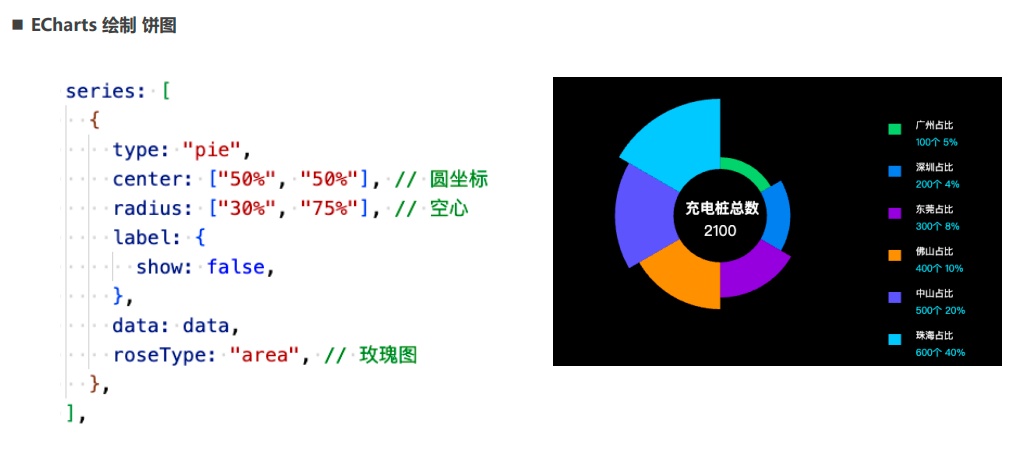 ■ ECharts 绘制 饼图
series: [
{
type: "pie",
center: ["50%", "50%"], // 圆坐标
radius: ["30%", "75%"], // 空心
label: {
show: false,
},
data: data,
roseType: "area", // 玫瑰图
},
],
充电桩总数
2100
广州占比
100个 5%
深圳占比
200个 4%
东莞占比
300个 8%
佛山占比
400个 10%
中山占比
500个 20%
珠海占比
600个 40%